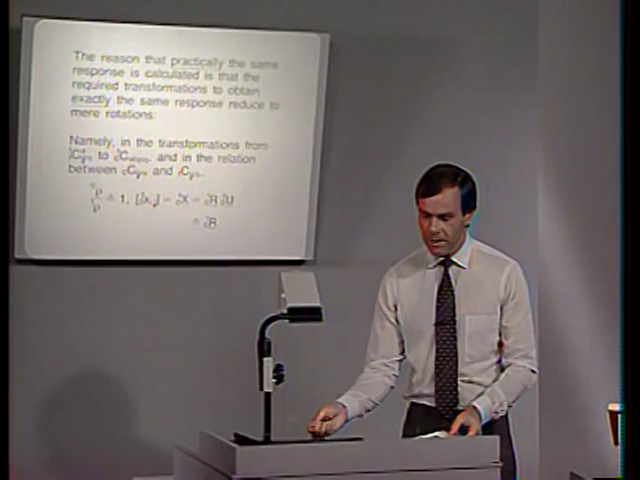 The reason that practically the same
response is calculated is that the
required transformations to obtain
exactly the same response reduce to
mere rotations:
Namely, in the transformations from
to and in the relation
between and
≐ 1, = X = R U
≐ R